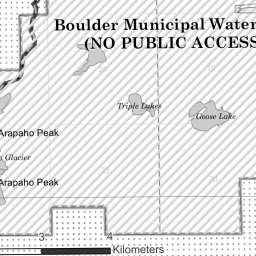 Boulder Municipal Water
(NO PUBLIC ACCESS
Triple Lakes
Goose Lake
Arapaho Peak
Glacier
Arapaho Peak
3 4
Kilometers